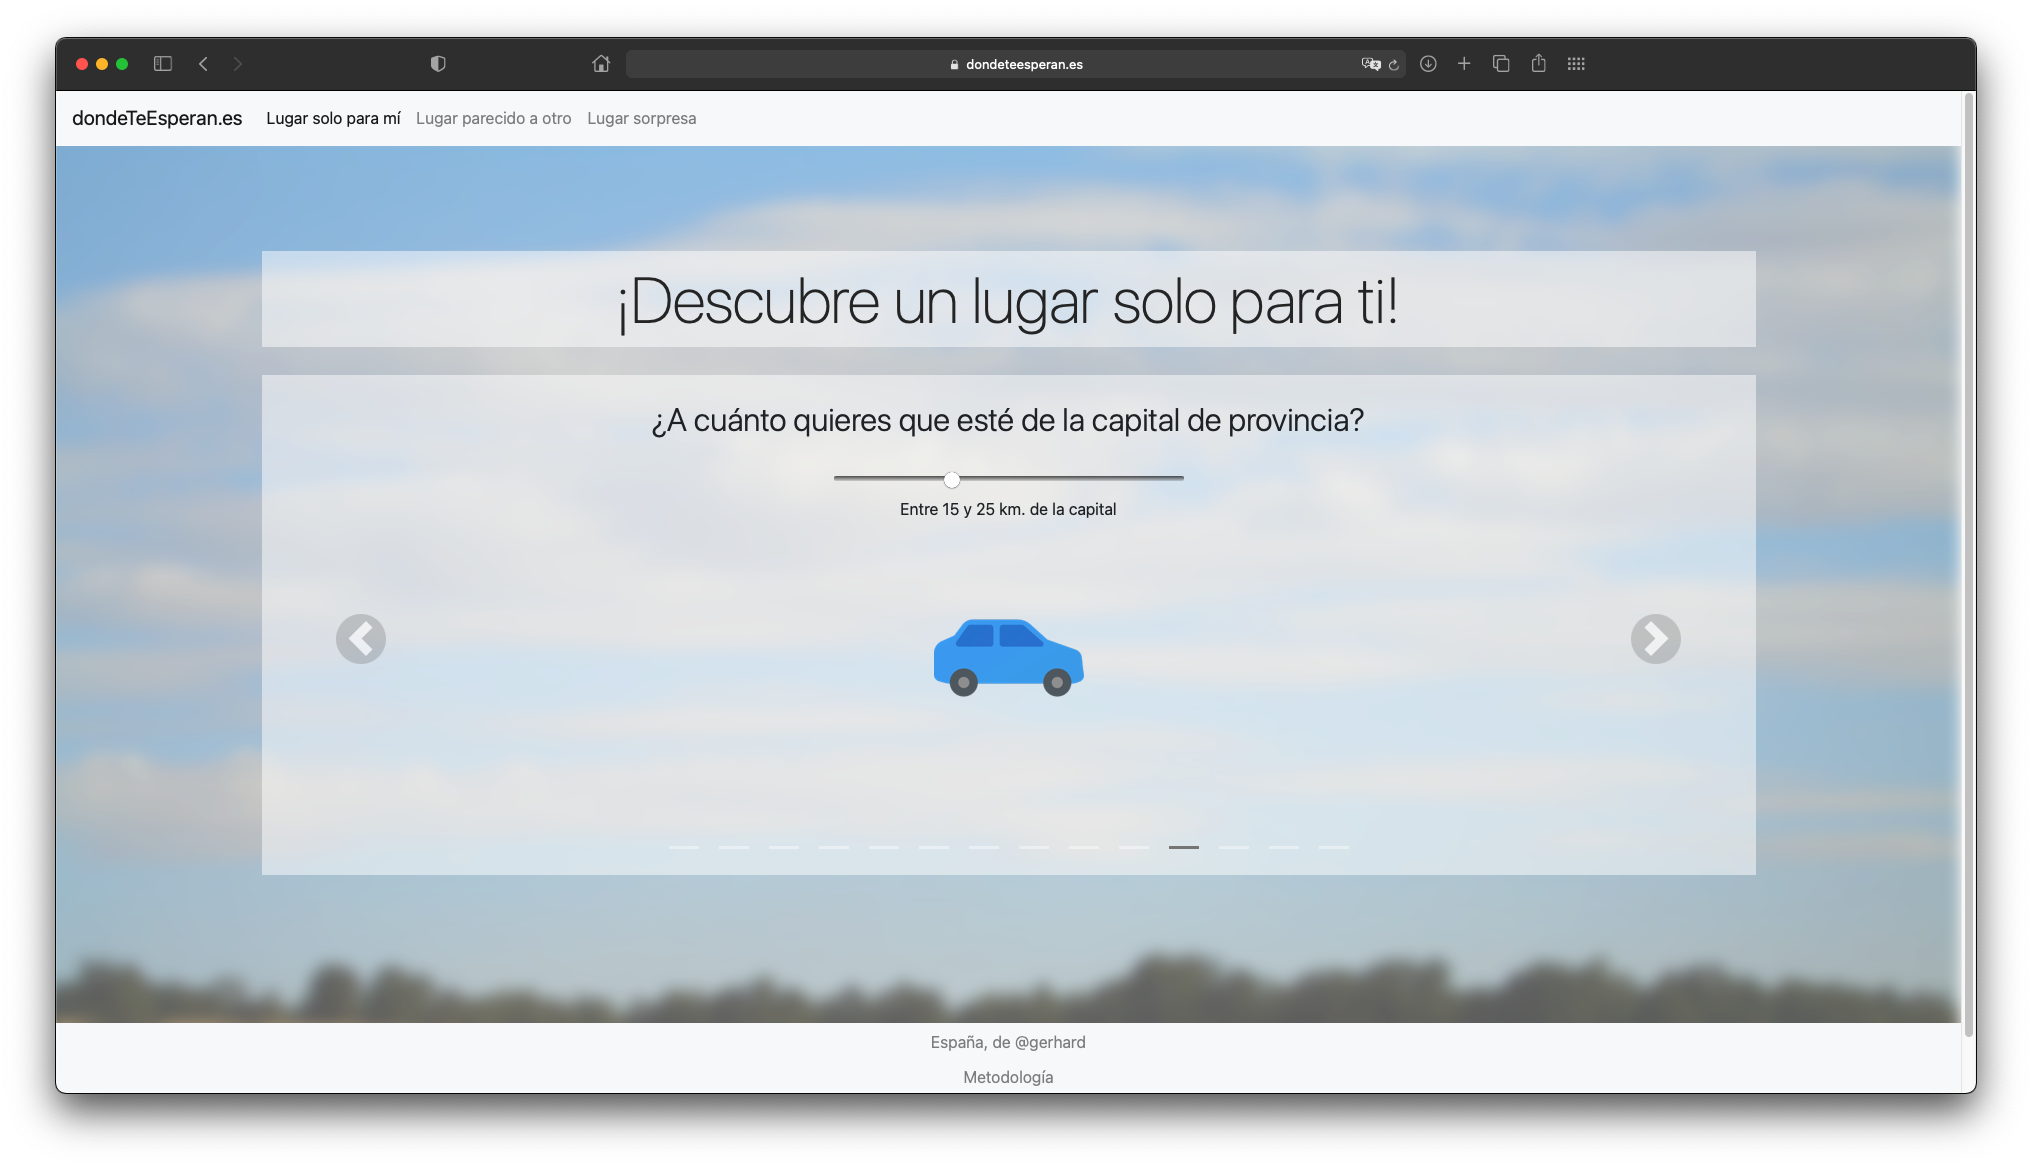 dondeteesperan.es
dondeTeEsperan.es Lugar solo para mí Lugar parecido a otro Lugar sorpresa
¡Descubre un lugar solo para ti!
¿A cuánto quieres que esté de la capital de provincia?
Entre 15 y 25 km. de la capital
España, de @gerhard
Metodología